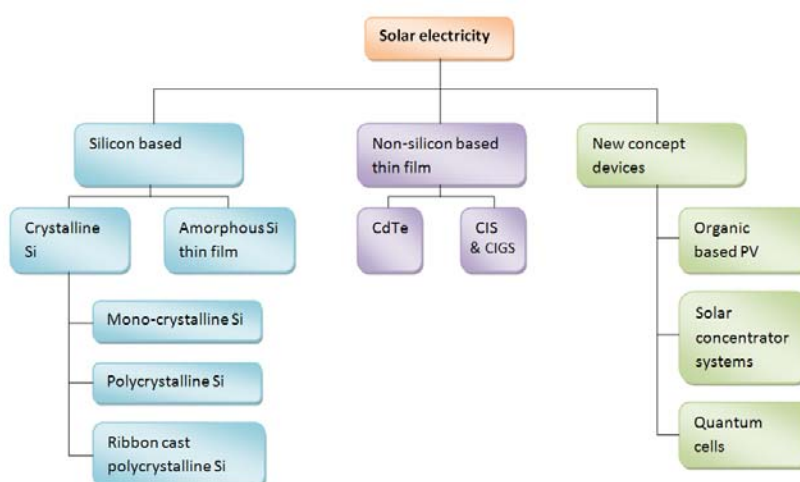 Solar electricity
Silicon based
Non-silicon based
thin film
New concept
devices
Crystalline
Si
Amorphous Si
thin film
CdTe
CIS
& CIGS
Organic
based PV
Mono-crystalline Si
Solar
concentrator
systems
Polycrystalline Si
Ribbon cast
polycrystalline Si
Quantum
cells